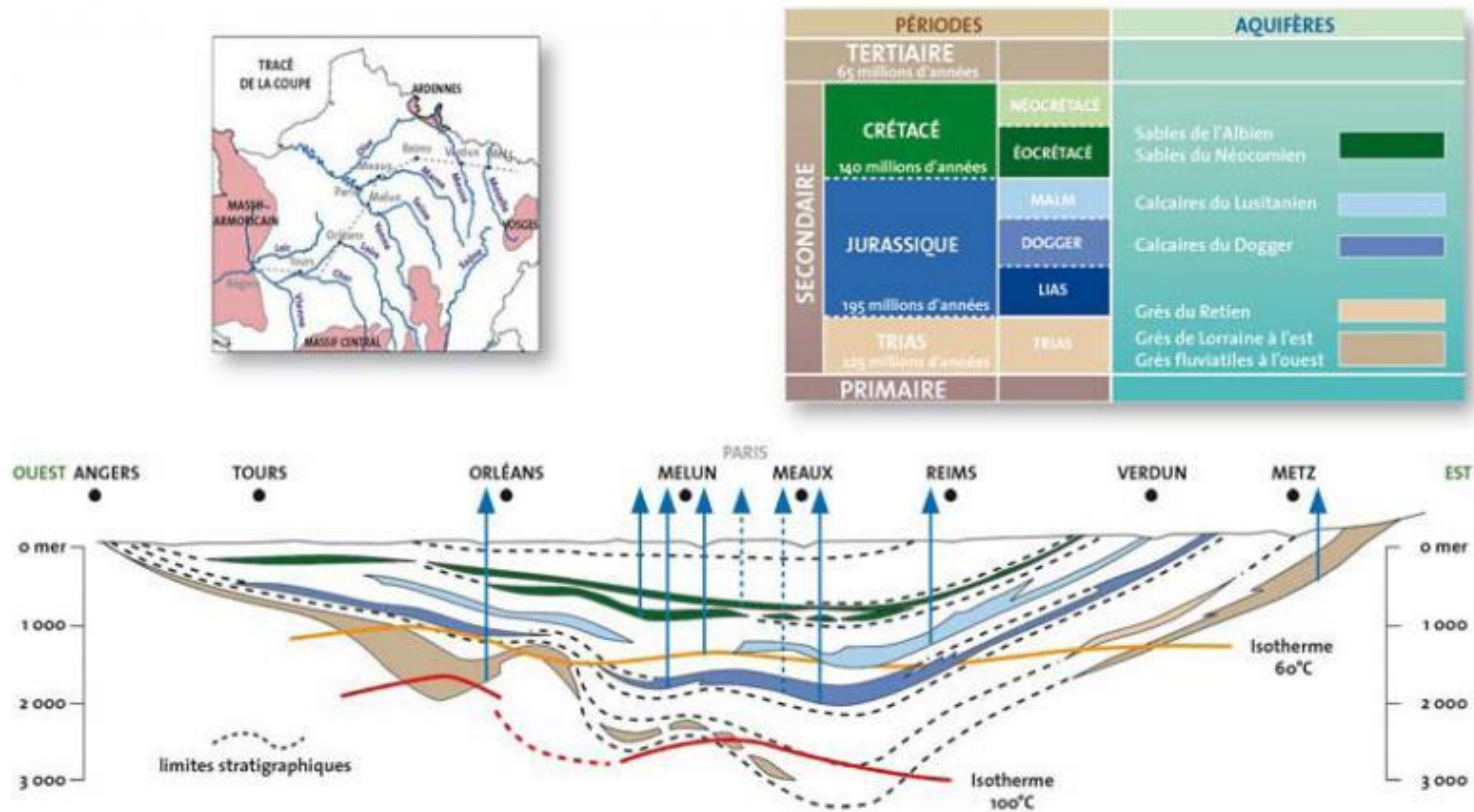 TRACÉ
DE LA COUPE
ARDENNES
Oise
Reims
Verdun
Metz
Meaux
Paris
Marne
Meuse
Moselle
Melun
Seine
MASSIF
ARMORICAIN
VOSGES
Orléans
Yonne
Loir
Loire
Saône
Tours
Cher
Angers
Vienne
MASSIF CENTRAL
PÉRIODES
AQUIFÈRES
TERTIAIRE
65 millions d'années
SECONDAIRE
CRÉTACÉ
140 millions d'années
NÉOCRÉTACÉ
ÉOCRÉTACÉ
Sables de l'Albien
Sables du Néocomien
JURASSIQUE
195 millions d'années
MALM
Calcaires du Lusitanien
DOGGER
Calcaires du Dogger
LIAS
TRIAS
225 millions d'années
TRIAS
Grès du Retien
Grès de Lorraine à l'est
Grès fluviatiles à l'ouest
PRIMAIRE
PARIS
OUEST ANGERS TOURS ORLÉANS MELUN MEAUX REIMS VERDUN METZ EST
0 mer
1 000
2 000
3 000
0 mer
1 000
2 000
3 000
Isotherme
60°C
limites stratigraphiques
Isotherme
100°C